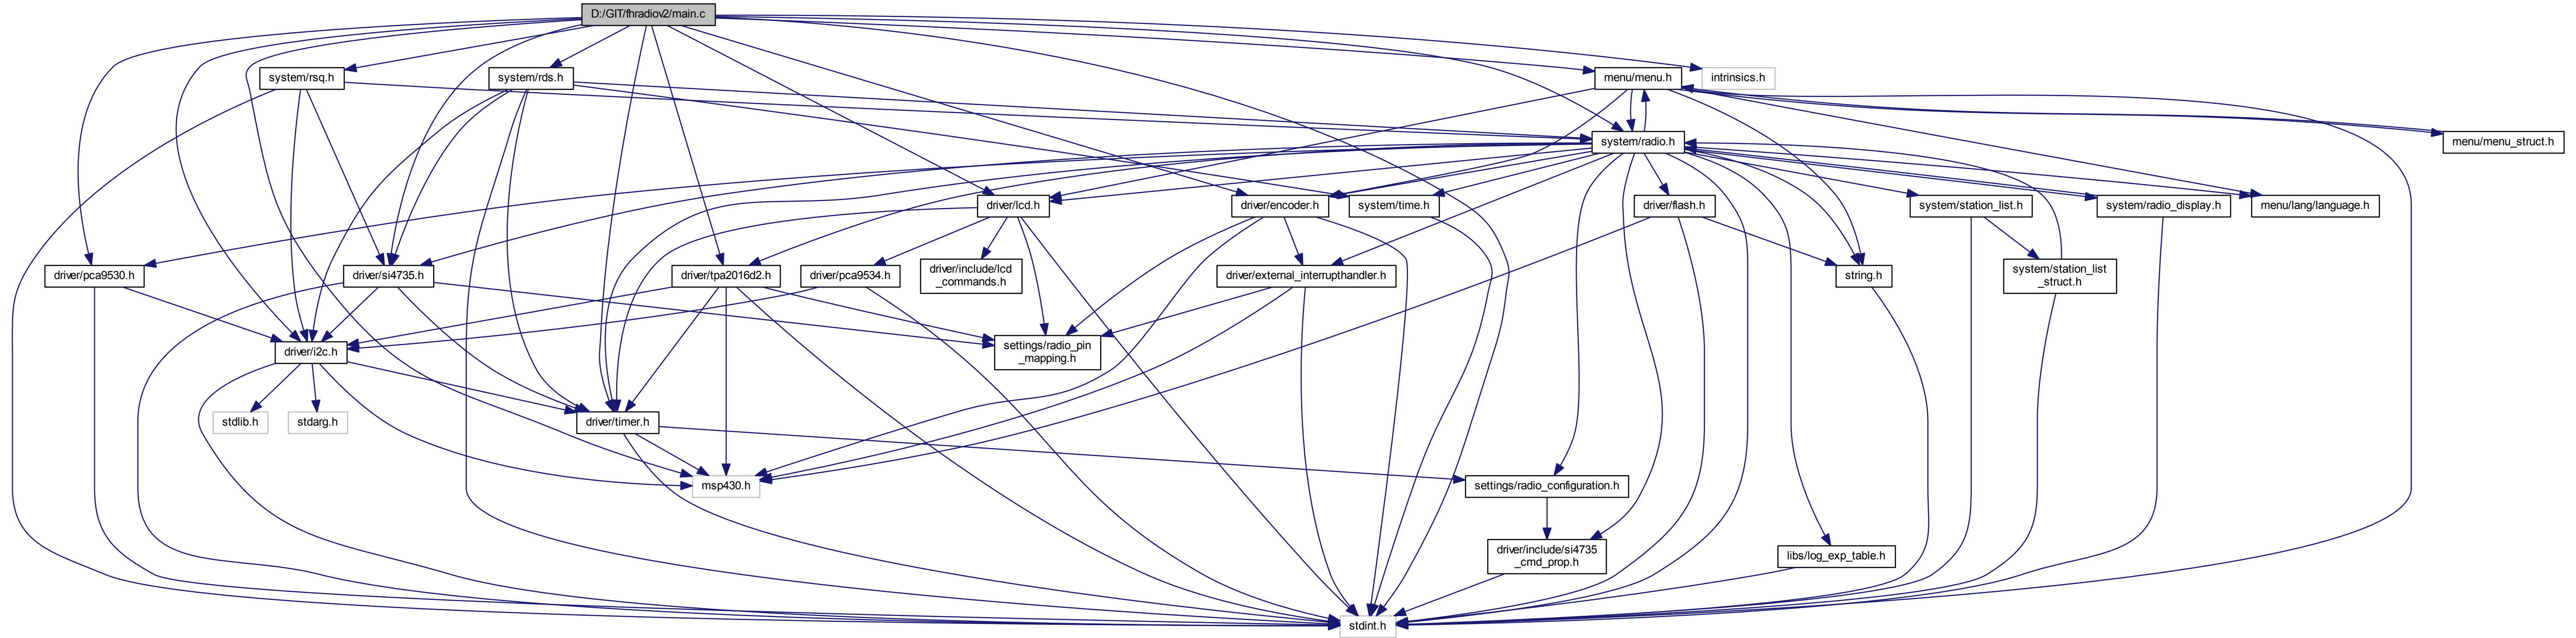 D:/GIT/fhradiov2/main.c
system/rsq.h
system/rds.h
menu/menu.h
intrinsics.h
system/radio.h
menu/menu_struct.h
driver/lcd.h
driver/encoder.h
system/time.h
driver/flash.h
system/station_list.h
system/radio_display.h
menu/lang/language.h
driver/pca9530.h
driver/si4735.h
driver/tpa2016d2.h
driver/pca9534.h
driver/include/lcd
_commands.h
driver/external_interrupthandler.h
string.h
system/station_list
_struct.h
driver/i2c.h
settings/radio_pin
_mapping.h
stdlib.h
stdarg.h
driver/timer.h
msp430.h
settings/radio_configuration.h
driver/include/si4735
_cmd_prop.h
libs/log_exp_table.h
stdint.h